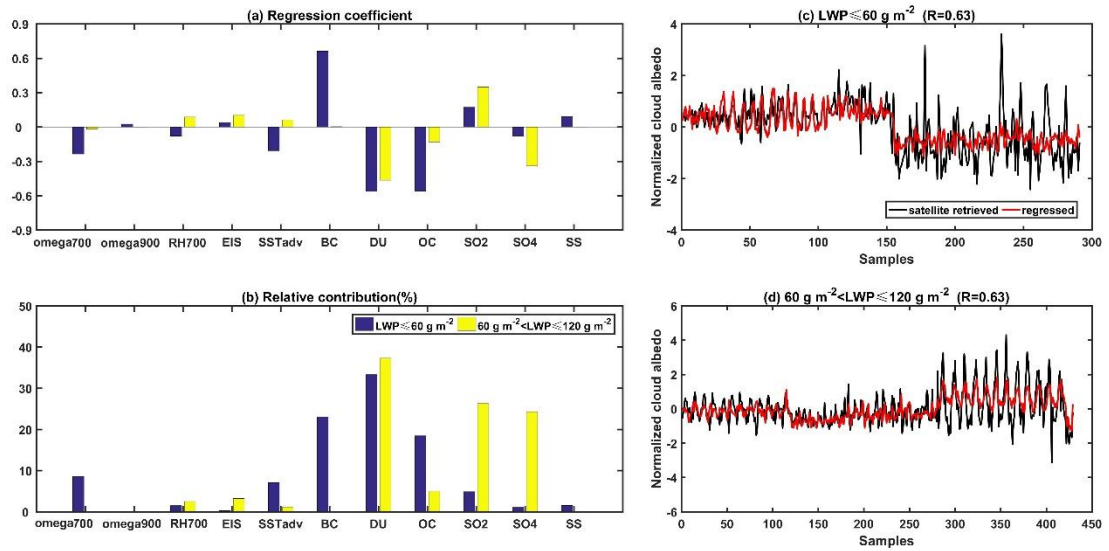 (a) Regression coefficient
0.9
0.6
0.3
0
-0.3
-0.6
-0.9
omega700 omega900 RH700 EIS SSTadv BC DU OC SO2 SO4 SS
(b) Relative contribution(%)
50
40
30
20
10
0
LWP≤60 g m-2 60 g m-2<LWP≤120 g m-2
omega700 omega900 RH700 EIS SSTadv BC DU OC SO2 SO4 SS
(c) LWP≤60 g m-2 (R=0.63)
Normalized cloud albedo
4
2
0
-2
-4
satellite retrieved regressed
0 50 100 150 200 250 300
Samples
(d) 60 g m-2<LWP≤120 g m-2 (R=0.63)
Normalized cloud albedo
6
4
2
0
-2
-4
-6
0 50 100 150 200 250 300 350 400 450
Samples